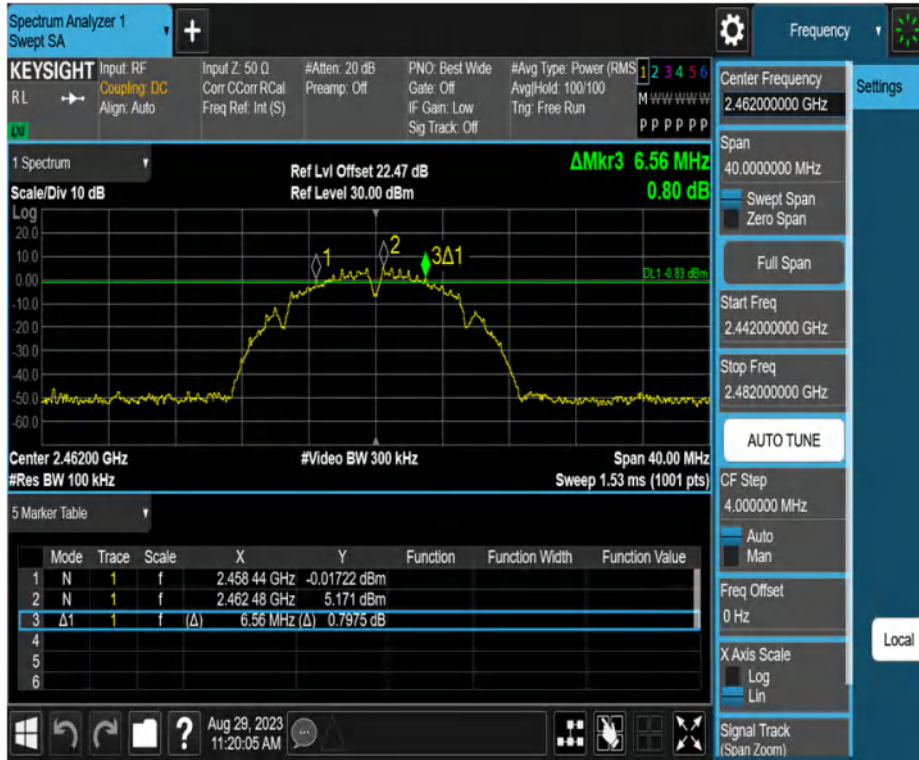 Spectrum Analyzer 1
Swept SA
+
Frequency
KEYSIGHT
RL
LXI
Input: RF
Coupling: DC
Align: Auto
Input Z: 50 Ω
Corr CCorr RCal
Freq Ref: Int (S)
#Atten: 20 dB
Preamp: Off
PNO: Best Wide
Gate: Off
IF Gain: Low
Sig Track: Off
#Avg Type: Power (RMS
Avg|Hold: 100/100
Trig: Free Run
1 2 3 4 5 6
M W W W W W
P P P P P P
Center Frequency
2.462000000 GHz
Settings
Span
40.0000000 MHz
Swept Span
Zero Span
Full Span
Start Freq
2.442000000 GHz
Stop Freq
2.482000000 GHz
AUTO TUNE
CF Step
4.000000 MHz
Auto
Man
Freq Offset
0 Hz
X Axis Scale
Log
Lin
Signal Track
(Span Zoom)
Local
1 Spectrum
Scale/Div 10 dB
Ref Lvl Offset 22.47 dB
Ref Level 30.00 dBm
ΔMkr3 6.56 MHz
0.80 dB
Log
20.0
10.0
0.00
-10.0
-20.0
-30.0
-40.0
-50.0
-60.0
1
2
3Δ1
DL1 -0.83 dBm
Center 2.46200 GHz
#Video BW 300 kHz
Span 40.00 MHz
#Res BW 100 kHz
Sweep 1.53 ms (1001 pts)
5 Marker Table
Mode Trace Scale X Y Function Function Width Function Value
1 N 1 f 2.458 44 GHz -0.01722 dBm
2 N 1 f 2.462 48 GHz 5.171 dBm
3 Δ1 1 f (Δ) 6.56 MHz (Δ) 0.7975 dB
4
5
6
?
Aug 29, 2023
11:20:05 AM